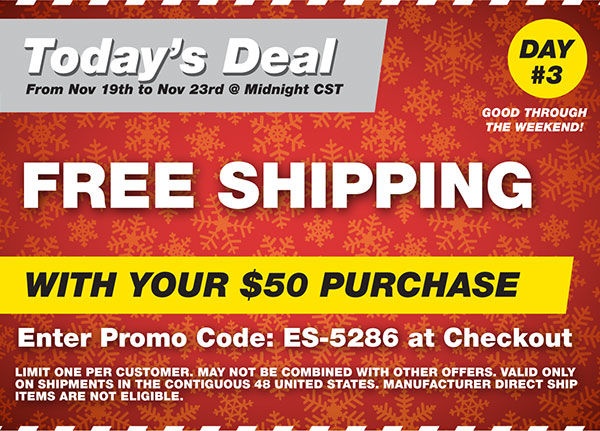 Today's Deal
From Nov 19th to Nov 23rd @ Midnight CST
DAY
#3
GOOD THROUGH
THE WEEKEND!
FREE SHIPPING
WITH YOUR $50 PURCHASE
Enter Promo Code: ES-5286 at Checkout
LIMIT ONE PER CUSTOMER. MAY NOT BE COMBINED WITH OTHER OFFERS. VALID ONLY
ON SHIPMENTS IN THE CONTIGUOUS 48 UNITED STATES. MANUFACTURER DIRECT SHIP
ITEMS ARE NOT ELIGIBLE.